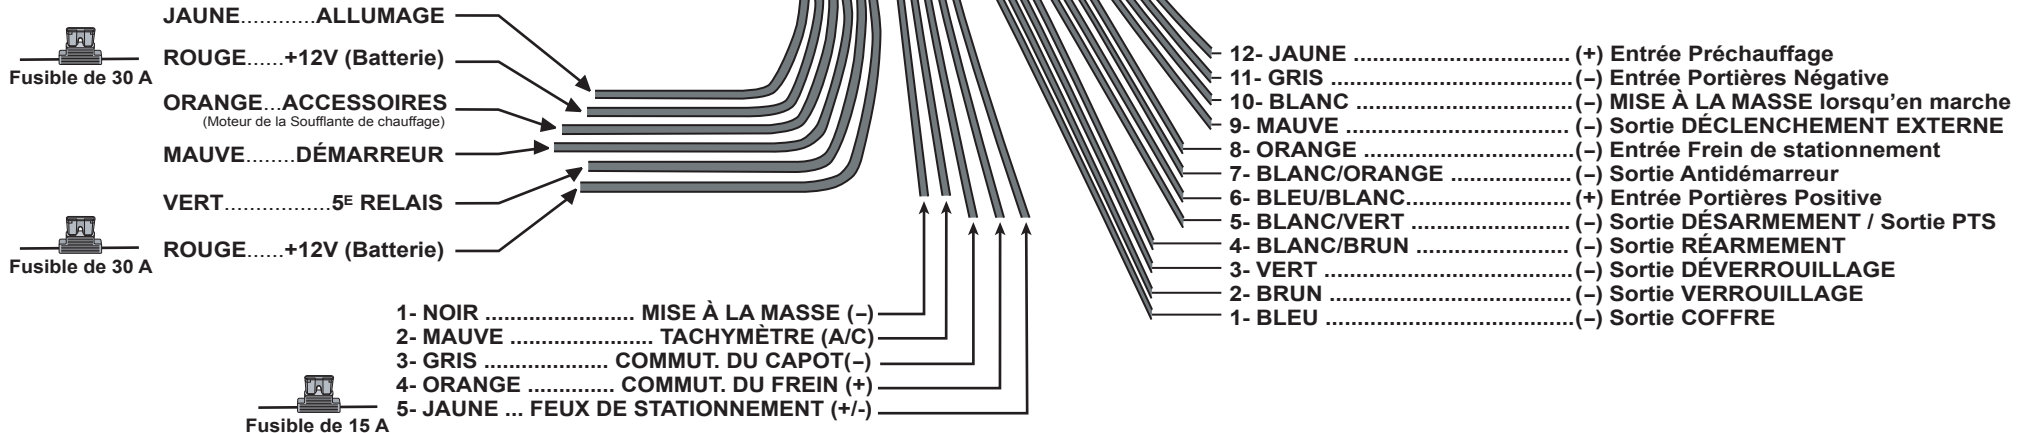 JAUNE............ALLUMAGE
Fusible de 30 A
ROUGE......+12V (Batterie)
ORANGE...ACCESSOIRES
(Moteur de la Soufflante de chauffage)
MAUVE........DÉMARREUR
VERT.................5E RELAIS
ROUGE......+12V (Batterie)
Fusible de 30 A
1- NOIR ........................ MISE À LA MASSE (–)
2- MAUVE ....................... TACHYMÈTRE (A/C)
3- GRIS .................... COMMUT. DU CAPOT(–)
4- ORANGE .............. COMMUT. DU FREIN (+)
5- JAUNE ... FEUX DE STATIONNEMENT (+/-)
Fusible de 15 A
12- JAUNE ................................... (+) Entrée Préchauffage
11- GRIS .......................................(–) Entrée Portières Négative
10- BLANC ...................................(–) MISE À LA MASSE lorsqu'en marche
9- MAUVE .................................... (–) Sortie DÉCLENCHEMENT EXTERNE
8- ORANGE ..................................(–) Entrée Frein de stationnement
7- BLANC/ORANGE ................... (–) Sortie Antidémarreur
6- BLEU/BLANC.......................... (+) Entrée Portières Positive
5- BLANC/VERT .......................... (–) Sortie DÉSARMEMENT / Sortie PTS
4- BLANC/BRUN .........................(–) Sortie RÉARMEMENT
3- VERT ........................................(–) Sortie DÉVERROUILLAGE
2- BRUN .......................................(–) Sortie VERROUILLAGE
1- BLEU ........................................(–) Sortie COFFRE